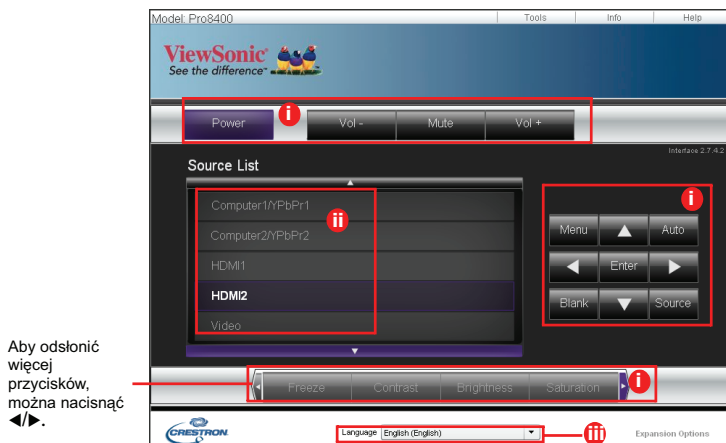 Model: Pro8400 Tools Info Help
ViewSonic
See the difference™
Power i Vol - Mute Vol +
Interface 2.7.4.2
Source List
Computer1/YPbPr1
ii
Computer2/YPbPr2
HDMI1
HDMI2
Video
i
Menu Auto
Enter
Blank Source
Aby odsłonić
więcej
przycisków,
można nacisnąć
◀/▶.
Freeze Contrast Brightness Saturation i
CRESTRON Language English (English) iii Expansion Options